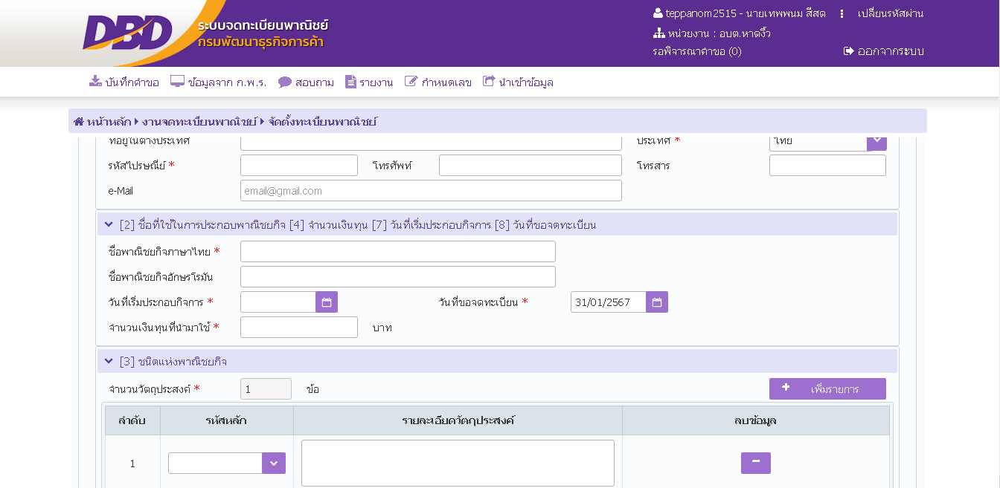 DBD ระบบจดทะเบียนพาณิชย์
กรมพัฒนาธุรกิจการค้า
teppanom2515 - นายเทพพนม สีสด เปลี่ยนรหัสผ่าน
หน่วยงาน : อบต.หาดงิ้ว
รอพิจารณาคำขอ (0) ออกจากระบบ
บันทึกคำขอ ข้อมูลจาก ก.พ.ร. สอบถาม รายงาน กำหนดเลข นำเข้าข้อมูล
หน้าหลัก งานจดทะเบียนพาณิชย์ จัดตั้งทะเบียนพาณิชย์
ที่อยู่ในต่างประเทศ ประเทศ * ไทย
รหัสไปรษณีย์ * โทรศัพท์ โทรสาร
e-Mail email@gmail.com
[2] ชื่อที่ใช้ในการประกอบพาณิชยกิจ [4] จำนวนเงินทุน [7] วันที่เริ่มประกอบกิจการ [8] วันที่ขอจดทะเบียน
ชื่อพาณิชยกิจภาษาไทย *
ชื่อพาณิชยกิจอักษรโรมัน
วันที่เริ่มประกอบกิจการ * วันที่ขอจดทะเบียน * 31/01/2567
จำนวนเงินทุนที่นำมาใช้ * บาท
[3] ชนิดแห่งพาณิชยกิจ
จำนวนวัตถุประสงค์ * 1 ข้อ + เพิ่มรายการ
ลำดับ รหัสหลัก รายละเอียดวัตถุประสงค์ ลบข้อมูล
1